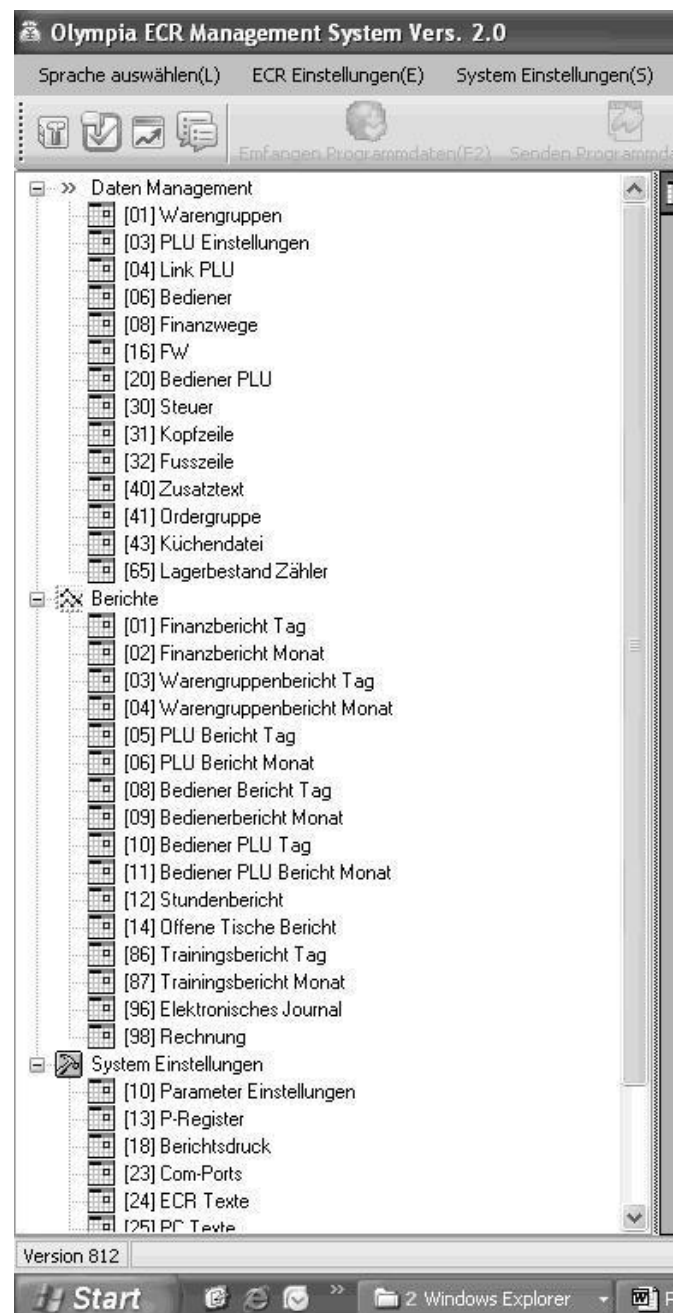 Olympia ECR Management System Vers. 2.0
Sprache auswählen(L) ECR Einstellungen(E) System Einstellungen(S)
Emfangen Programmdaten(F2) Senden Programmda
» Daten Management
[01] Warengruppen
[03] PLU Einstellungen
[04] Link PLU
[06] Bediener
[08] Finanzwege
[16] FW
[20] Bediener PLU
[30] Steuer
[31] Kopfzeile
[32] Fusszeile
[40] Zusatztext
[41] Ordergruppe
[43] Küchendatei
[65] Lagerbestand Zähler
Berichte
[01] Finanzbericht Tag
[02] Finanzbericht Monat
[03] Warengruppenbericht Tag
[04] Warengruppenbericht Monat
[05] PLU Bericht Tag
[06] PLU Bericht Monat
[08] Bediener Bericht Tag
[09] Bedienerbericht Monat
[10] Bediener PLU Tag
[11] Bediener PLU Bericht Monat
[12] Stundenbericht
[14] Offene Tische Bericht
[86] Trainingsbericht Tag
[87] Trainingsbericht Monat
[96] Elektronisches Journal
[98] Rechnung
System Einstellungen
[10] Parameter Einstellungen
[13] P-Register
[18] Berichtsdruck
[23] Com-Ports
[24] ECR Texte
[25] PC Texte
Version 812
Start » 2 Windows Explorer